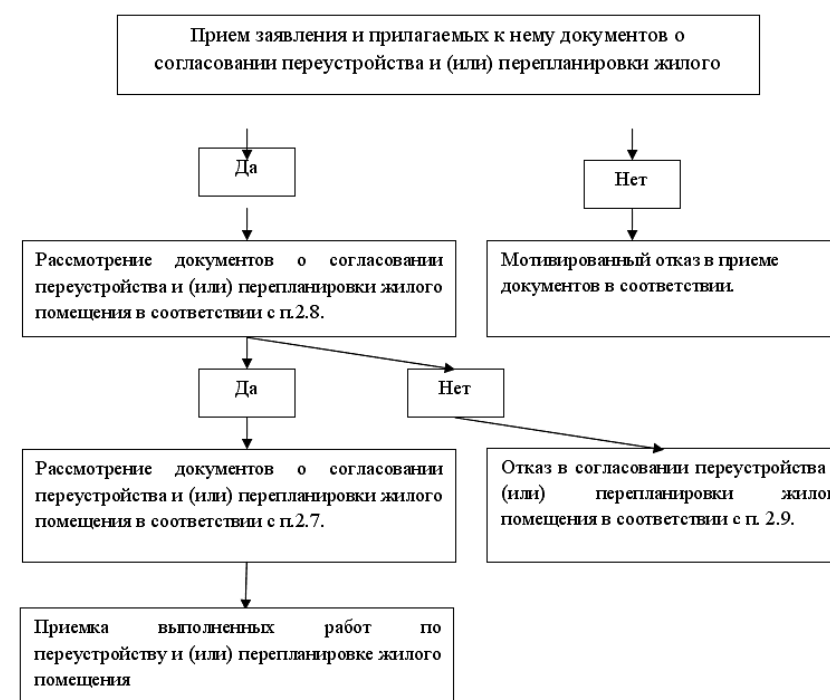 Прием заявления и прилагаемых к нему документов о
согласовании переустройства и (или) перепланировки жилого
Да
Нет
Рассмотрение документов о согласовании
переустройства и (или) перепланировки жилого
помещения в соответствии с п.2.8.
Мотивированный отказ в приеме
документов в соответствии.
Да
Нет
Рассмотрение документов о согласовании
переустройства и (или) перепланировки жилого
помещения в соответствии с п.2.7.
Отказ в согласовании переустройства
(или) перепланировки
помещения в соответствии с п. 2.9.
Приемка выполненных работ по
переустройству и (или) перепланировке жилого
помещения